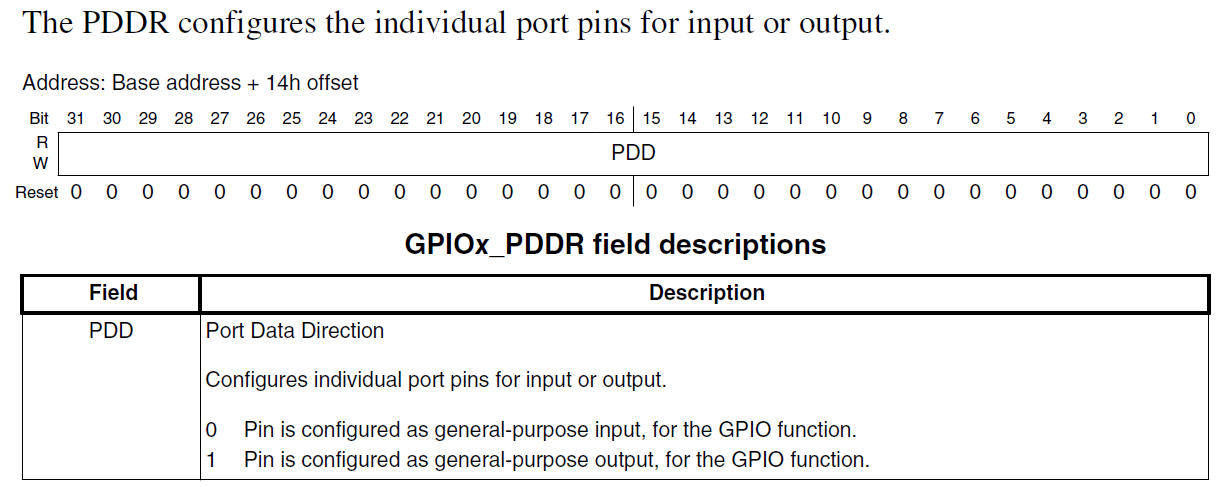 The PDDR configures the individual port pins for input or output.
Address: Base address + 14h offset
Bit 31 30 29 28 27 26 25 24 23 22 21 20 19 18 17 16 15 14 13 12 11 10 9 8 7 6 5 4 3 2 1 0
R
PDD
W
Reset 0 0 0 0 0 0 0 0 0 0 0 0 0 0 0 0 0 0 0 0 0 0 0 0 0 0 0 0 0 0 0 0
GPIOx_PDDR field descriptions
Field Description
PDD Port Data Direction
Configures individual port pins for input or output.
0 Pin is configured as general-purpose input, for the GPIO function.
1 Pin is configured as general-purpose output, for the GPIO function.